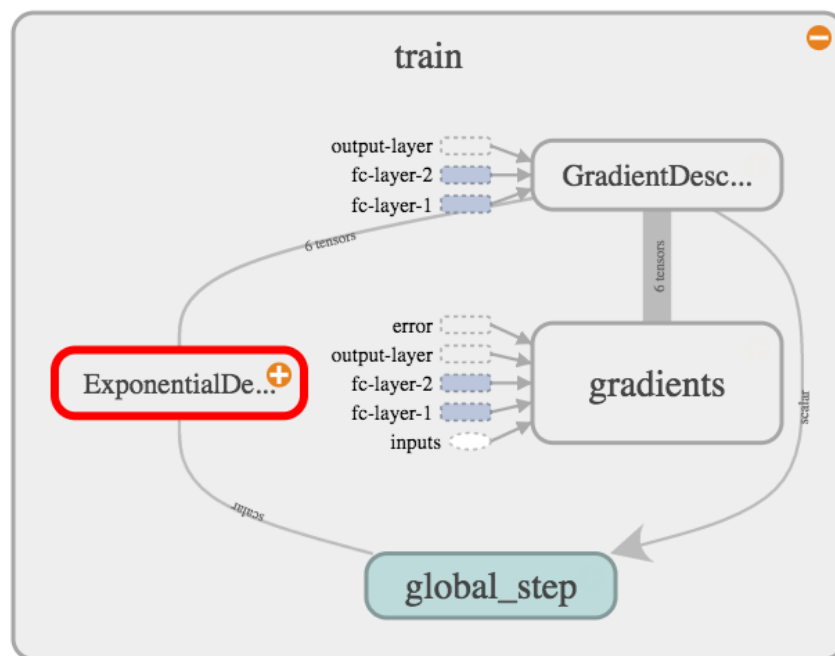 train
output-layer
fc-layer-2
fc-layer-1
GradientDesc...
6 tensors
6 tensors
error
output-layer
fc-layer-2
fc-layer-1
inputs
ExponentialDe...
gradients
scalar
scalar
global_step